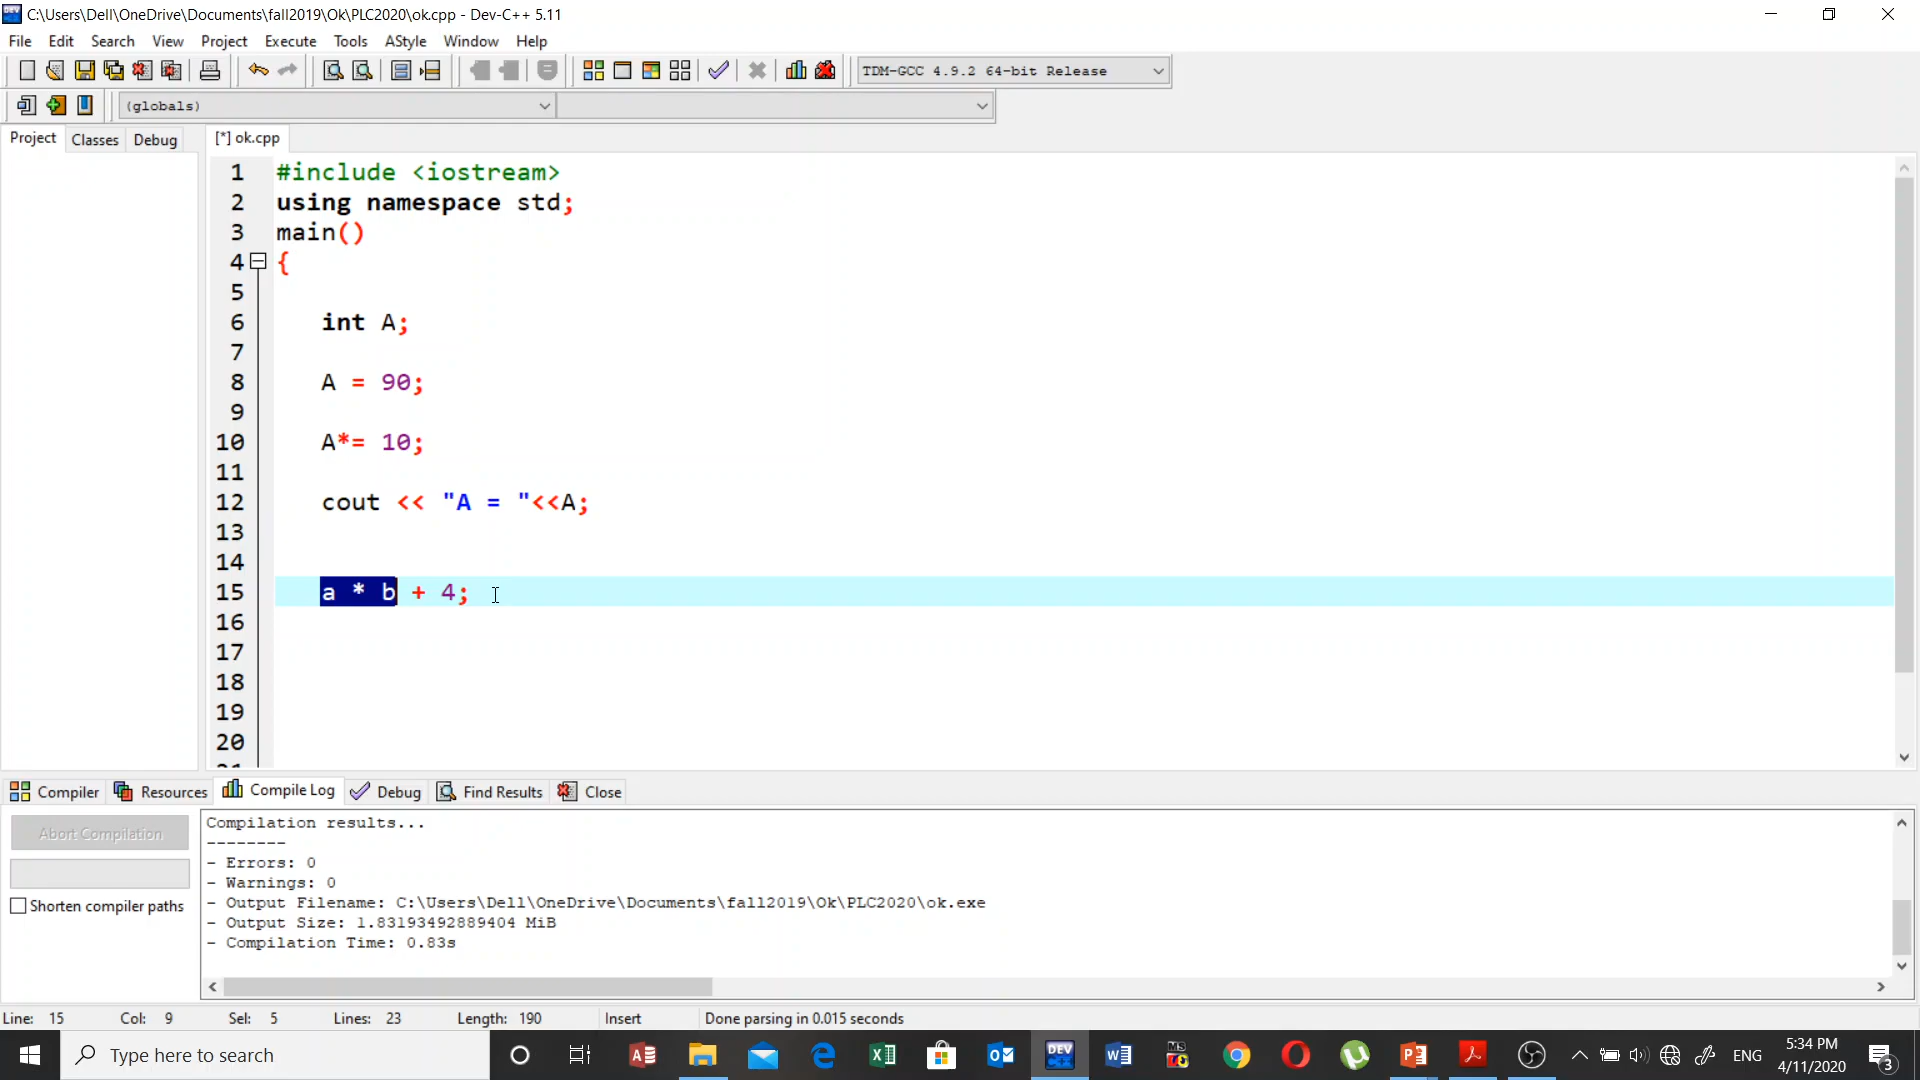 C:\Users\Dell\OneDrive\Documents\fall2019\Ok\PLC2020\ok.cpp - Dev-C++ 5.11
File Edit Search View Project Execute Tools AStyle Window Help
TDM-GCC 4.9.2 64-bit Release
(globals)
Project Classes Debug [*] ok.cpp
1 #include <iostream>
2 using namespace std;
3 main()
4 {
5
6 int A;
7
8 A = 90;
9
10 A*= 10;
11
12 cout << "A = "<<A;
13
14
15 a * b + 4;
16
17
18
19
20
Compiler Resources Compile Log Debug Find Results Close
Abort Compilation
Shorten compiler paths
Compilation results...
--------
- Errors: 0
- Warnings: 0
- Output Filename: C:\Users\Dell\OneDrive\Documents\fall2019\Ok\PLC2020\ok.exe
- Output Size: 1.83193492889404 MiB
- Compilation Time: 0.83s
Line: 15 Col: 9 Sel: 5 Lines: 23 Length: 190 Insert Done parsing in 0.015 seconds
Type here to search
ENG
5:34 PM
4/11/2020
3